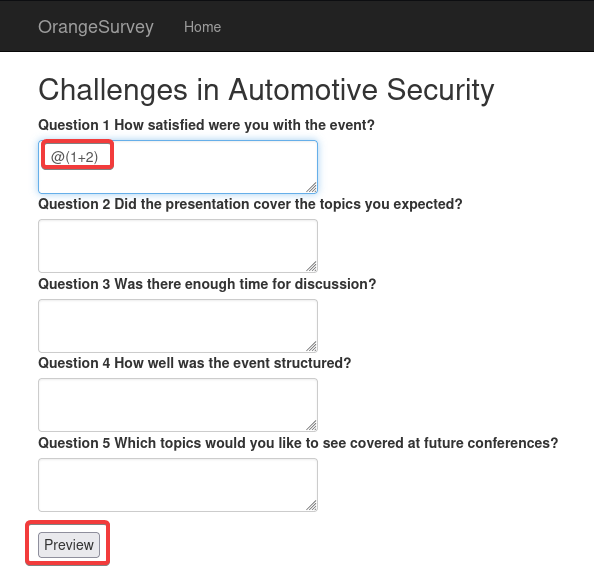 OrangeSurvey Home
Challenges in Automotive Security
Question 1 How satisfied were you with the event?
@(1+2)
Question 2 Did the presentation cover the topics you expected?
Question 3 Was there enough time for discussion?
Question 4 How well was the event structured?
Question 5 Which topics would you like to see covered at future conferences?
Preview